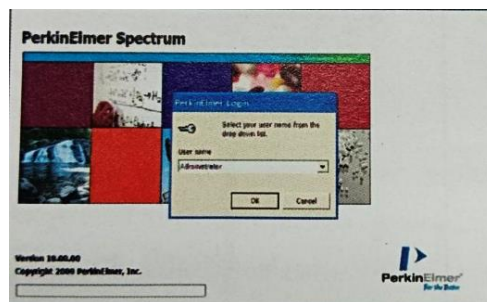 PerkinElmer Spectrum
PerkinElmer Login
Select your user name from the
drop down list.
User name
Administrator
OK
Cancel
Version 10.00.00
Copyright 2009 PerkinElmer, Inc.
PerkinElmer
For the Better